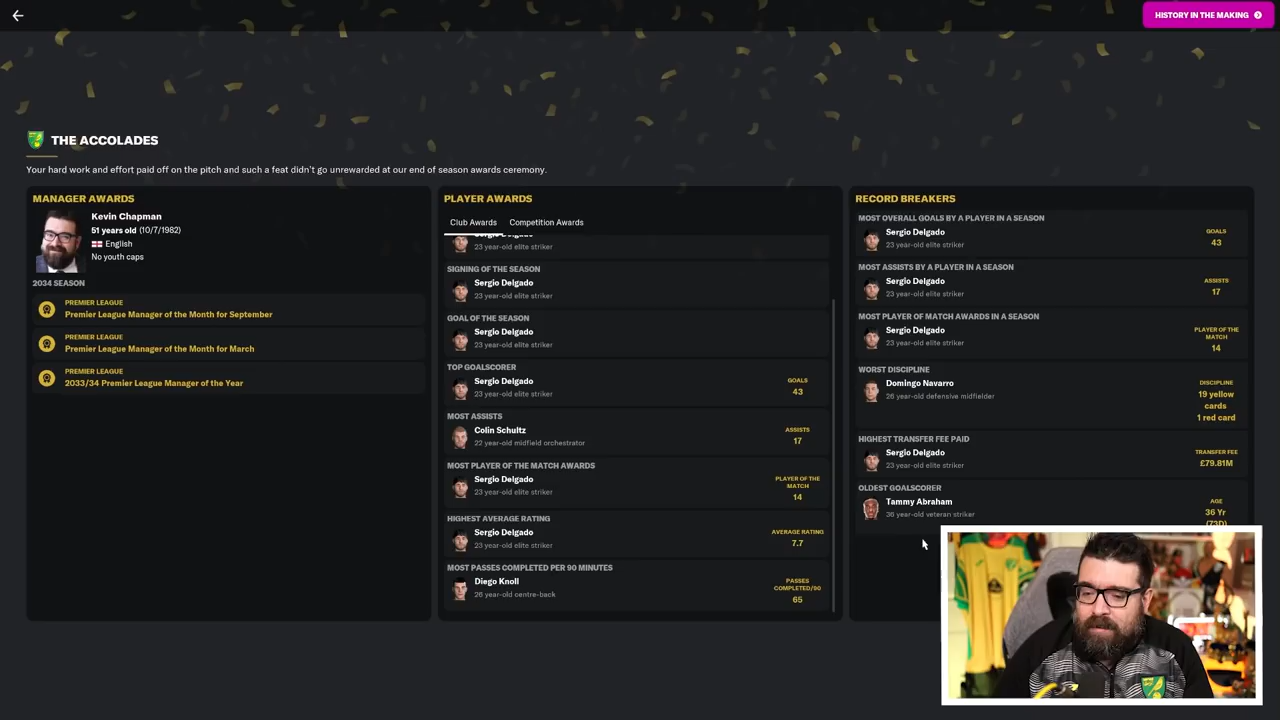 HISTORY IN THE MAKING
THE ACCOLADES
Your hard work and effort paid off on the pitch and such a feat didn't go unrewarded at our end of season awards ceremony.
MANAGER AWARDS
Kevin Chapman
51 years old (10/7/1982)
English
No youth caps
2034 SEASON
PREMIER LEAGUE
Premier League Manager of the Month for September
PREMIER LEAGUE
Premier League Manager of the Month for March
PREMIER LEAGUE
2033/34 Premier League Manager of the Year
PLAYER AWARDS
Club Awards Competition Awards
Sergio Delgado
23 year-old elite striker
SIGNING OF THE SEASON
Sergio Delgado
23 year-old elite striker
GOAL OF THE SEASON
Sergio Delgado
23 year-old elite striker
TOP GOALSCORER
Sergio Delgado
23 year-old elite striker
GOALS
43
MOST ASSISTS
Colin Schultz
22 year-old midfield orchestrator
ASSISTS
17
MOST PLAYER OF THE MATCH AWARDS
Sergio Delgado
23 year-old elite striker
PLAYER OF THE
MATCH
14
HIGHEST AVERAGE RATING
Sergio Delgado
23 year-old elite striker
AVERAGE RATING
7.7
MOST PASSES COMPLETED PER 90 MINUTES
Diego Knoll
26 year-old centre-back
PASSES
COMPLETED/90
65
RECORD BREAKERS
MOST OVERALL GOALS BY A PLAYER IN A SEASON
Sergio Delgado
23 year-old elite striker
GOALS
43
MOST ASSISTS BY A PLAYER IN A SEASON
Sergio Delgado
23 year-old elite striker
ASSISTS
17
MOST PLAYER OF MATCH AWARDS IN A SEASON
Sergio Delgado
23 year-old elite striker
PLAYER OF THE
MATCH
14
WORST DISCIPLINE
Domingo Navarro
26 year-old defensive midfielder
DISCIPLINE
19 yellow
cards
1 red card
HIGHEST TRANSFER FEE PAID
Sergio Delgado
23 year-old elite striker
TRANSFER FEE
£79.81M
OLDEST GOALSCORER
Tammy Abraham
36 year-old veteran striker
AGE
36 Yr
(73D)